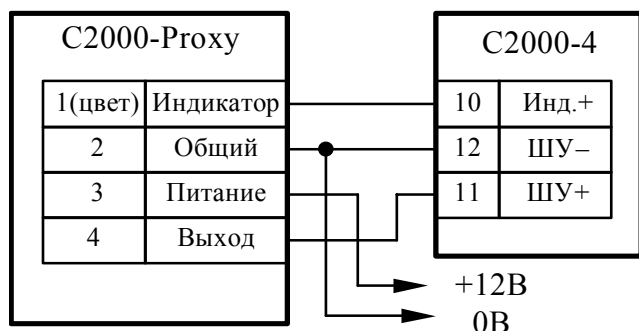 С2000-Proxy
1(цвет) Индикатор
2 Общий
3 Питание
4 Выход
С2000-4
10 Инд.+
12 ШУ−
11 ШУ+
+12В
0В